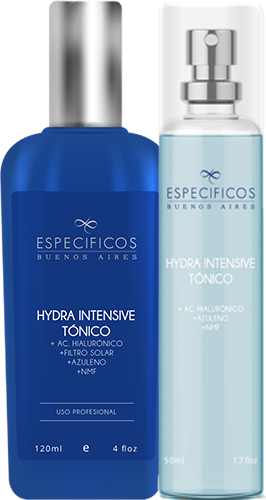 ESPECIFICOS
BUENOS AIRES
HYDRA INTENSIVE
TÓNICO
+ AC. HIALURÓNICO
+FILTRO SOLAR
+AZULENO
+NMF
USO PROFESIONAL
120ml e 4 floz
ESPECIFICOS
BUENOS AIRES
HYDRA INTENSIVE
TÓNICO
+ AC. HIALURÓNICO
+AZULENO
+NMF
50ml 1.7 floz